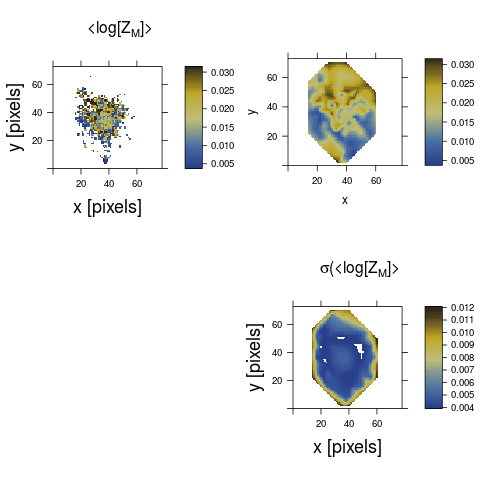 <log[Z_M]>
60
40
20
20 40 60
x [pixels]
y [pixels]
0.030
0.025
0.020
0.015
0.010
0.005
60
40
20
20 40 60
x
y
0.030
0.025
0.020
0.015
0.010
0.005
σ(<log[Z_M]>
60
40
20
20 40 60
x [pixels]
y [pixels]
0.012
0.011
0.010
0.009
0.008
0.007
0.006
0.005
0.004